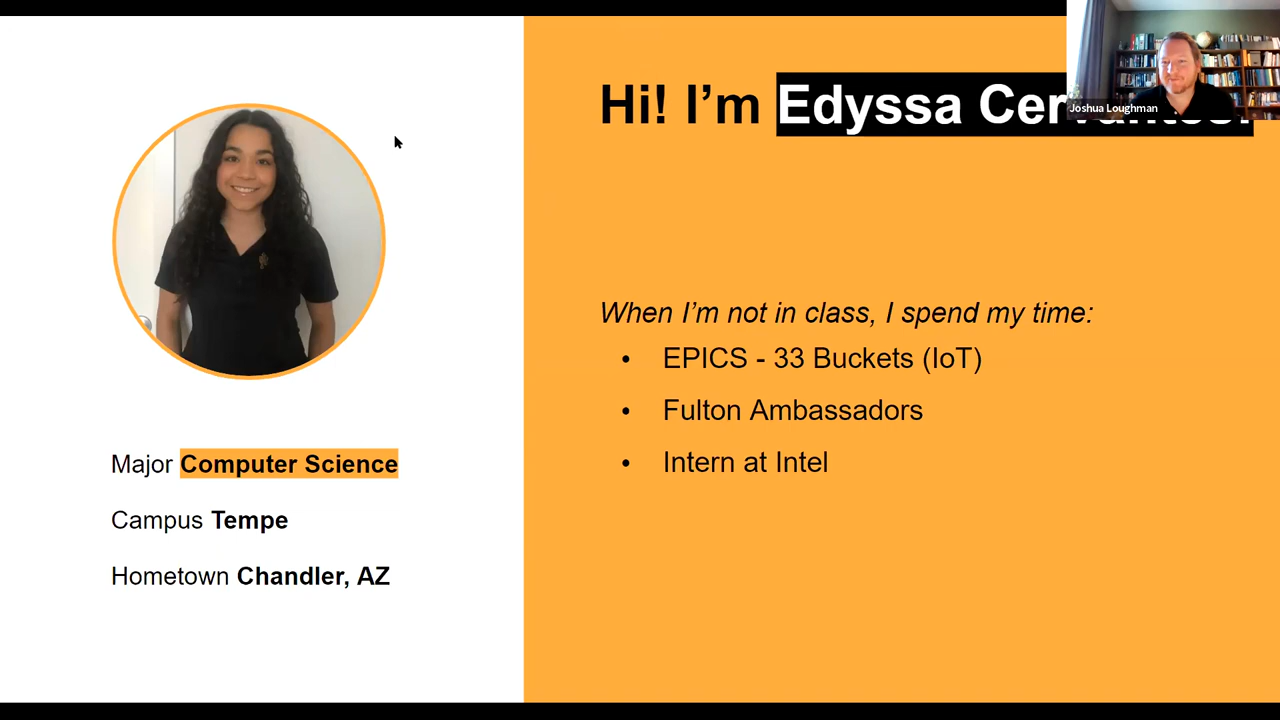 Hi! I'm Edyssa
Joshua Loughman
When I'm not in class, I spend my time:
• EPICS - 33 Buckets (IoT)
• Fulton Ambassadors
• Intern at Intel
Major Computer Science
Campus Tempe
Hometown Chandler, AZ